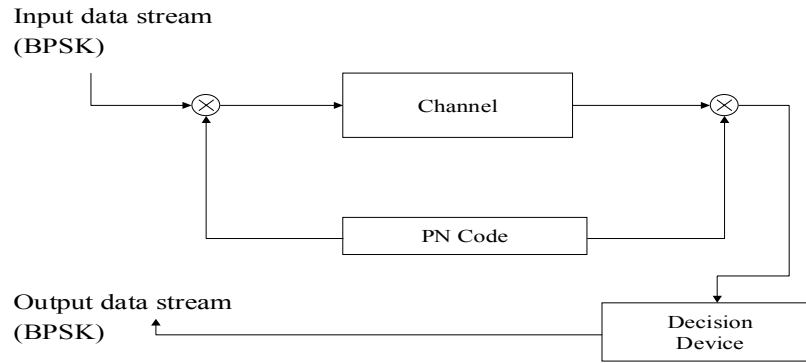 Input data stream
(BPSK)
Channel
PN Code
Output data stream
(BPSK)
Decision
Device